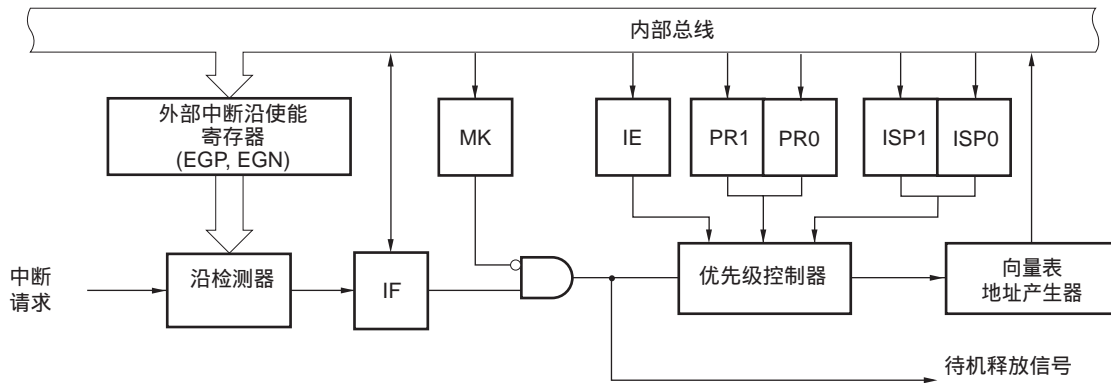 内部总线
外部中断沿使能
寄存器
(EGP, EGN)
MK
IE
PR1
PR0
ISP1
ISP0
中断
请求
沿检测器
IF
优先级控制器
向量表
地址产生器
待机释放信号